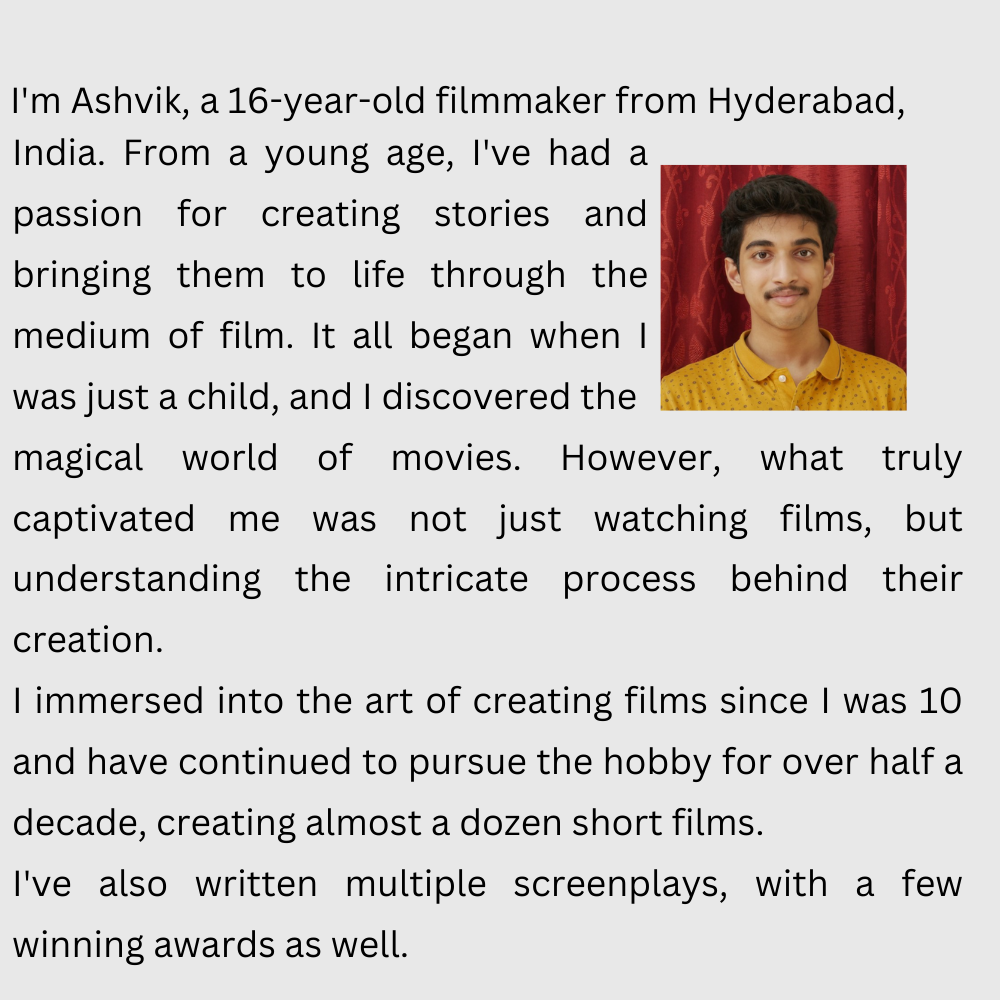 I'm Ashvik, a 16-year-old filmmaker from Hyderabad,
India. From a young age, I've had a
passion for creating stories and
bringing them to life through the
medium of film. It all began when I
was just a child, and I discovered the
magical world of movies. However, what truly
captivated me was not just watching films, but
understanding the intricate process behind their
creation.
I immersed into the art of creating films since I was 10
and have continued to pursue the hobby for over half a
decade, creating almost a dozen short films.
I've also written multiple screenplays, with a few
winning awards as well.